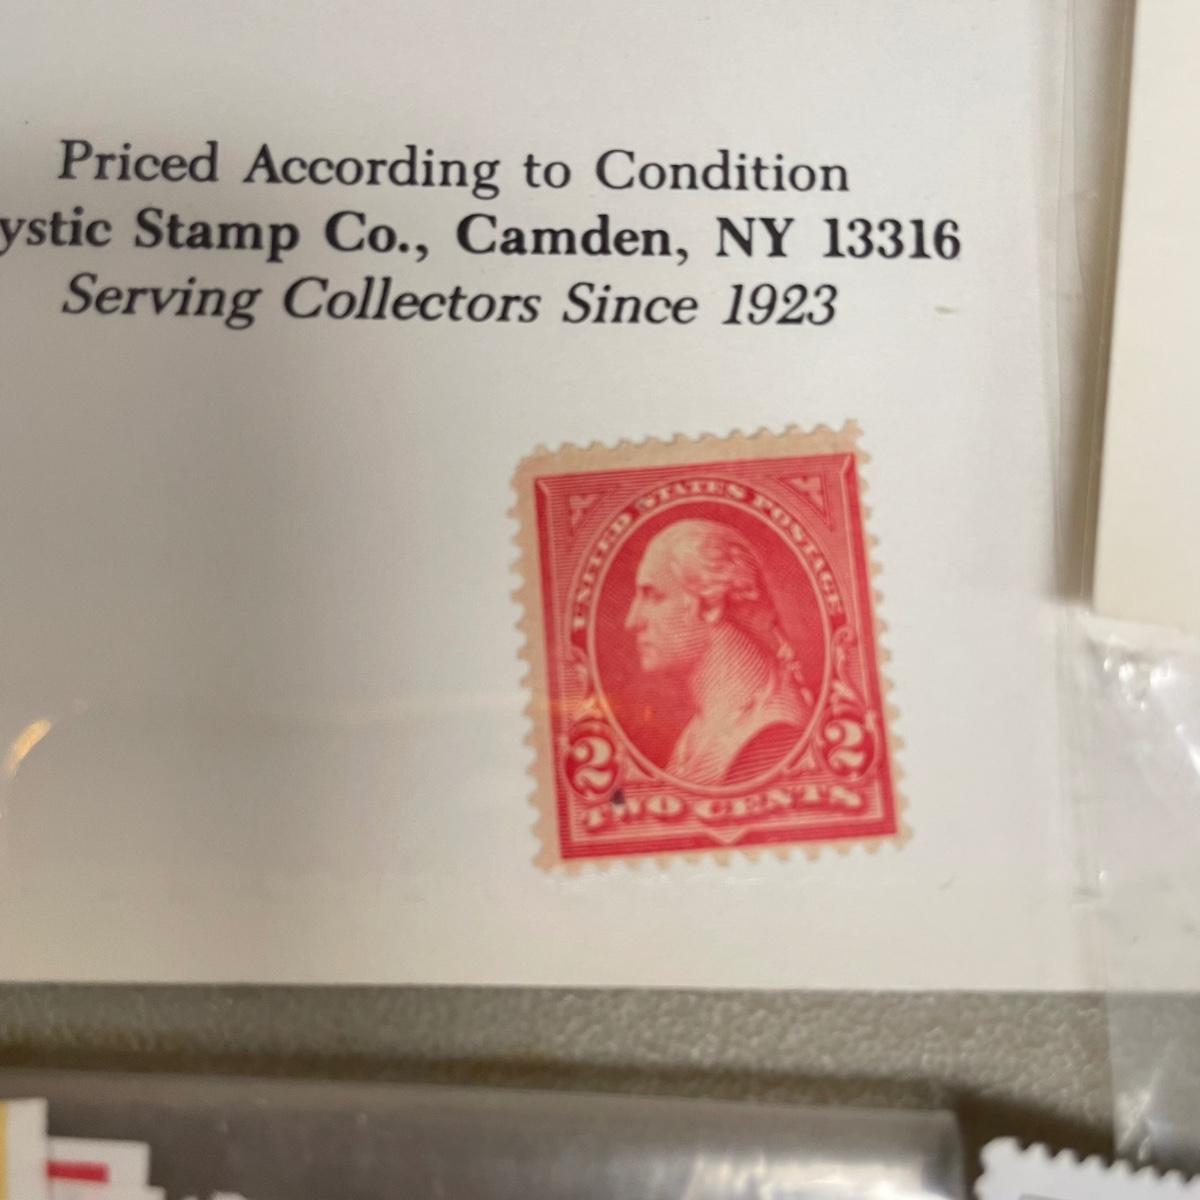 Priced According to Condition
ystic Stamp Co., Camden, NY 13316
Serving Collectors Since 1923
UNITED STATES POSTAGE
2 2
TWO CENTS